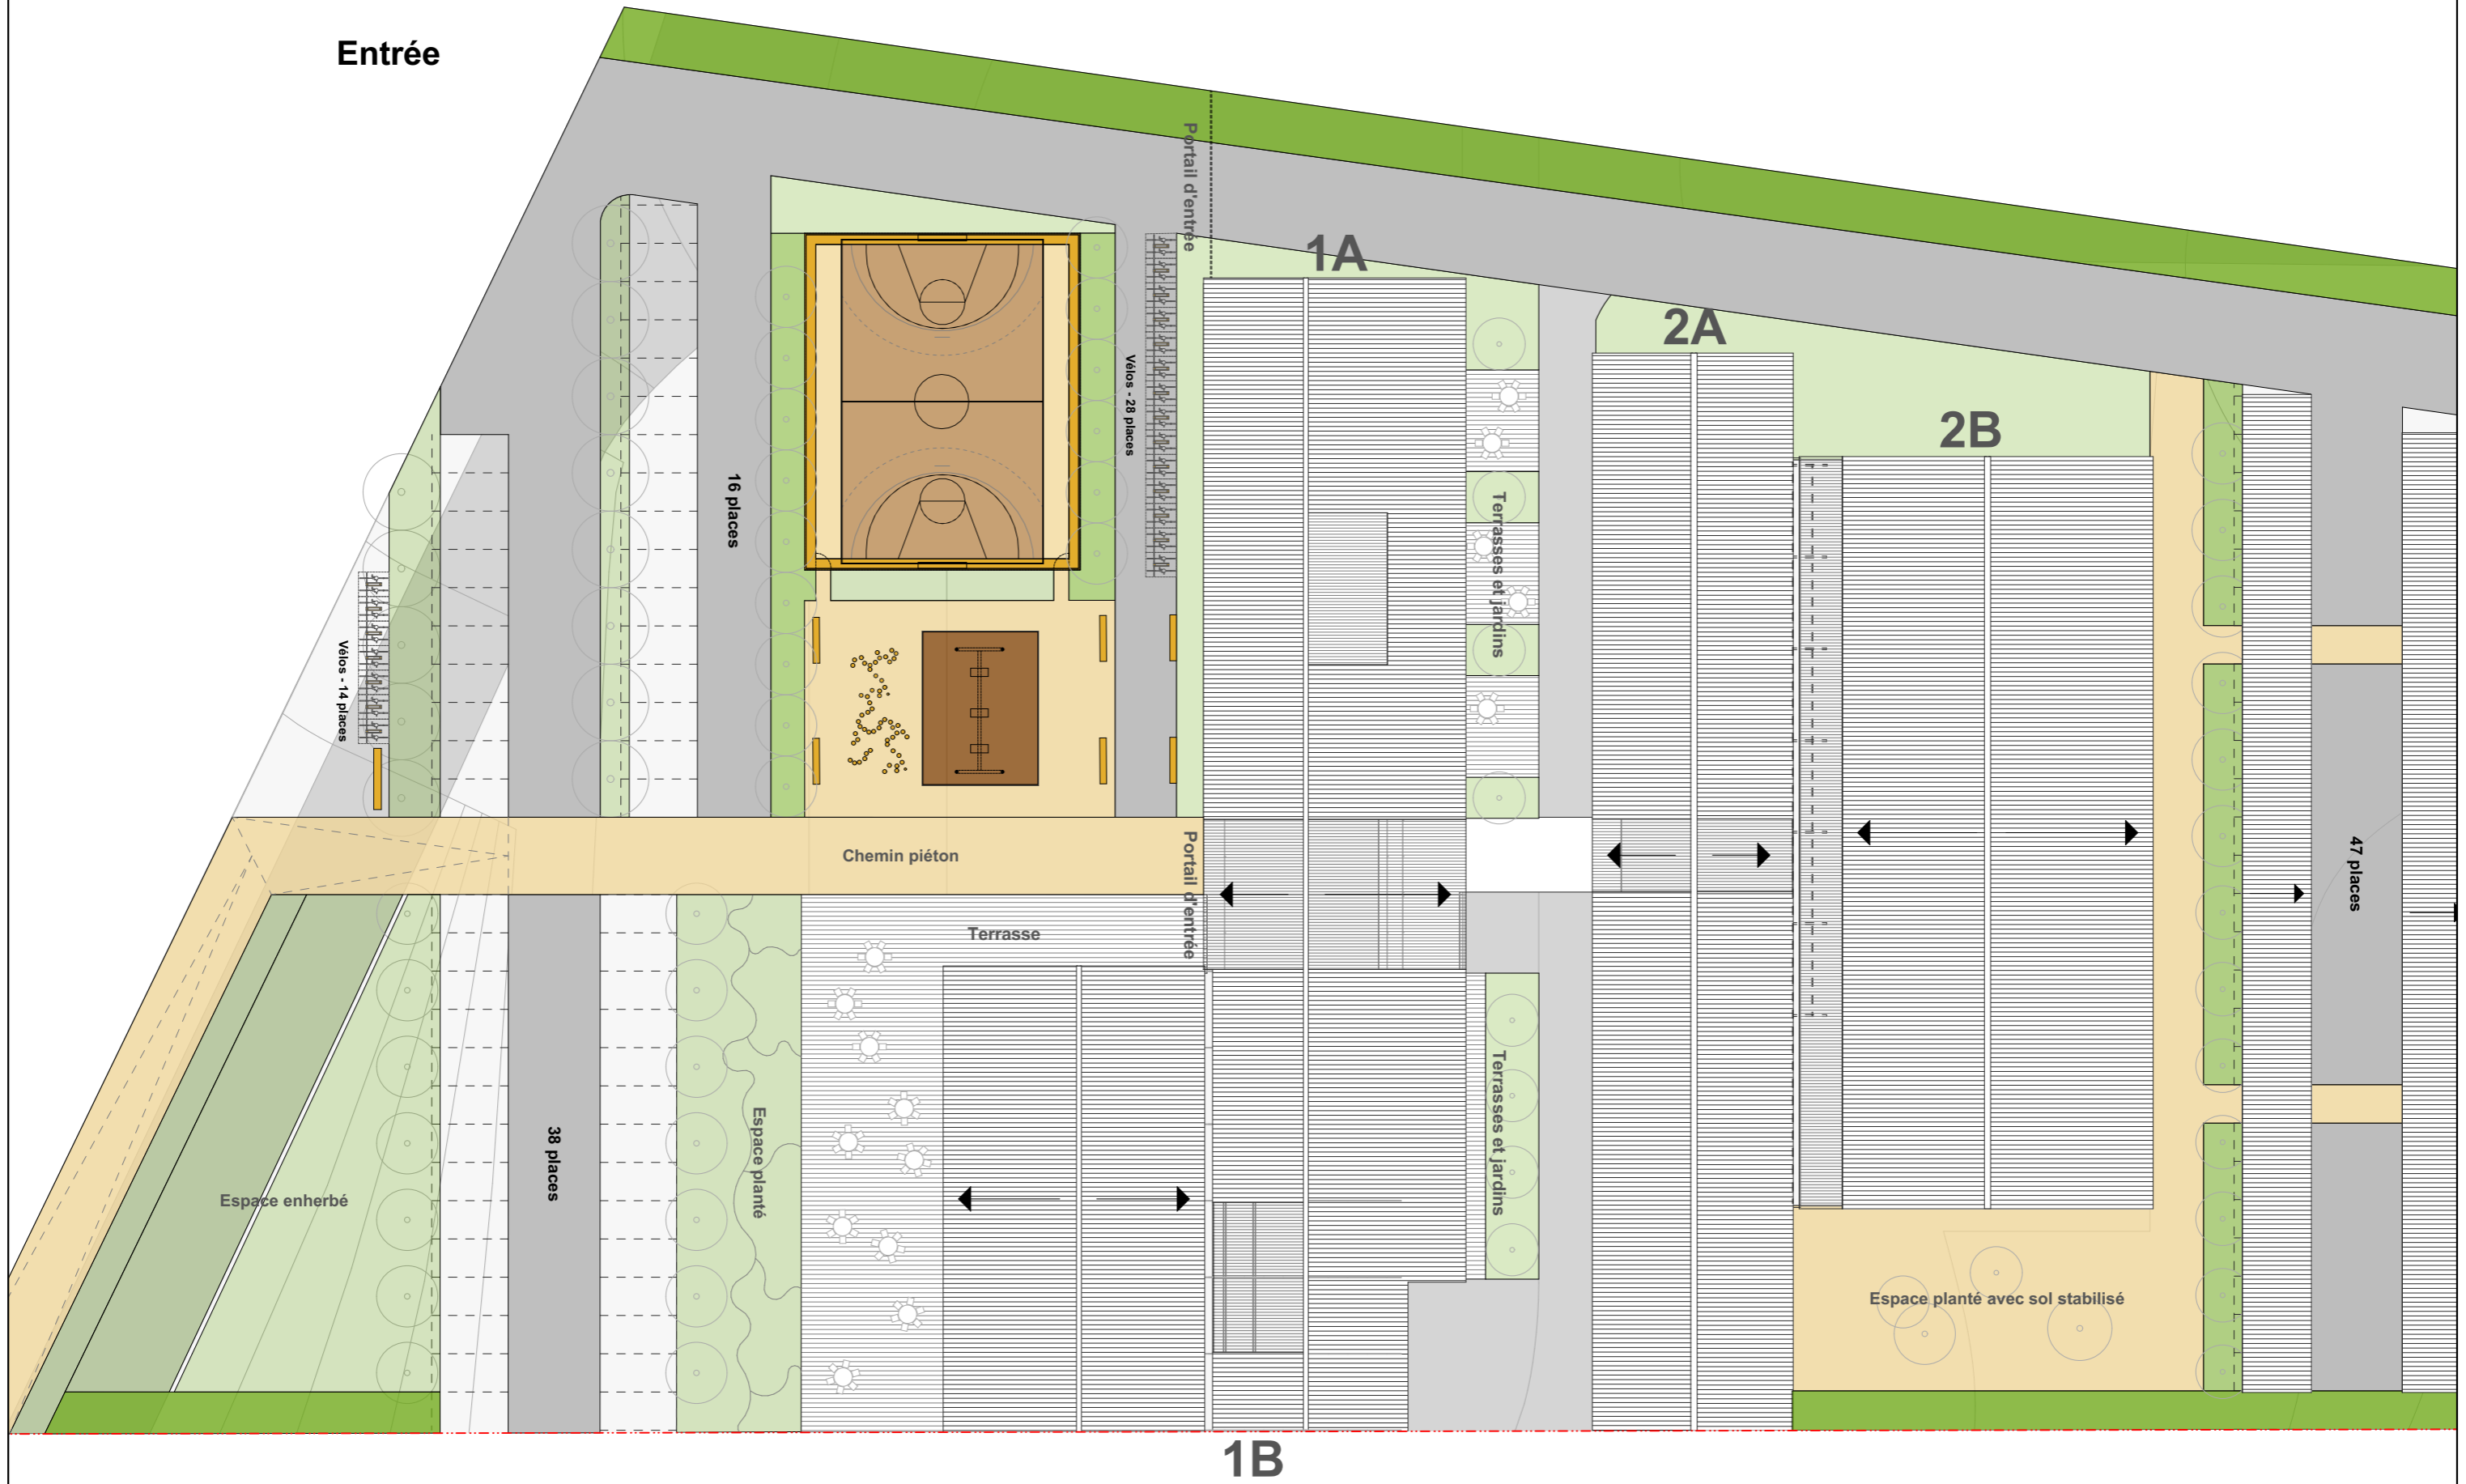 Entrée
Portail d'entrée
1A
2A
2B
Vélos - 28 places
16 places
Terrasses et jardins
Vélos - 14 places
Chemin piéton
Portail d'entrée
47 places
Terrasse
Espace planté
Terrasses et jardins
38 places
Espace enherbé
Espace planté avec sol stabilisé
1B